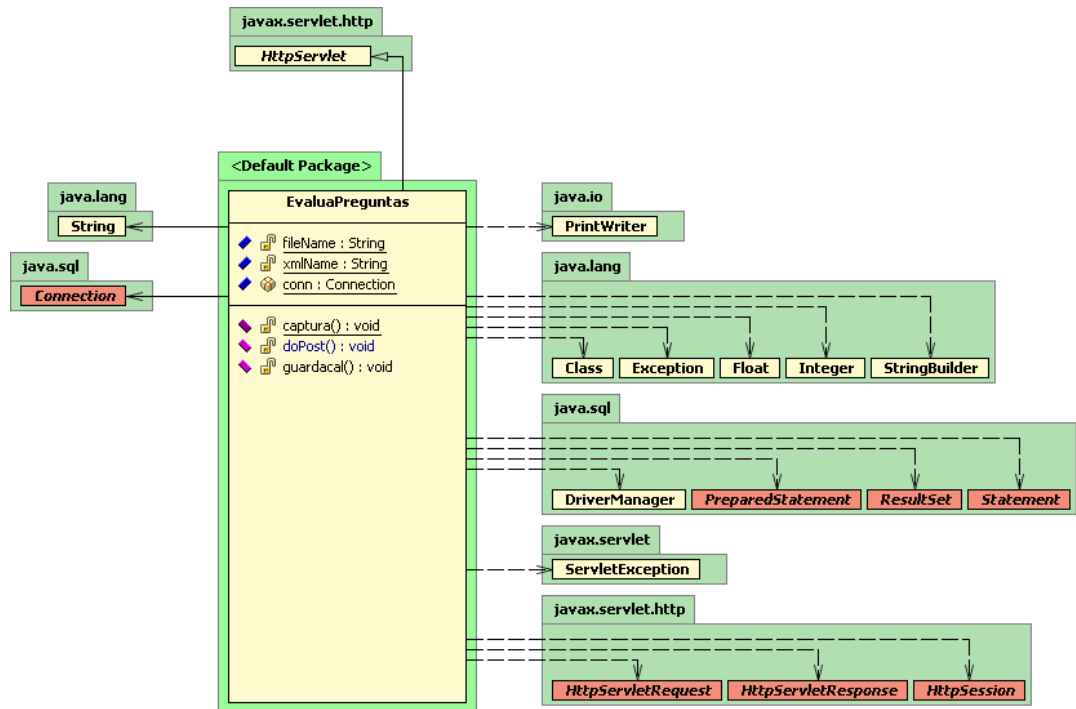 javax.servlet.http
HttpServlet
<Default Package>
EvaluaPreguntas
fileName : String
xmlName : String
conn : Connection
captura() : void
doPost() : void
guardacal() : void
java.lang
String
java.sql
Connection
java.io
PrintWriter
java.lang
Class Exception Float Integer StringBuilder
java.sql
DriverManager PreparedStatement ResultSet Statement
javax.servlet
ServletException
javax.servlet.http
HttpServletRequest HttpServletResponse HttpSession